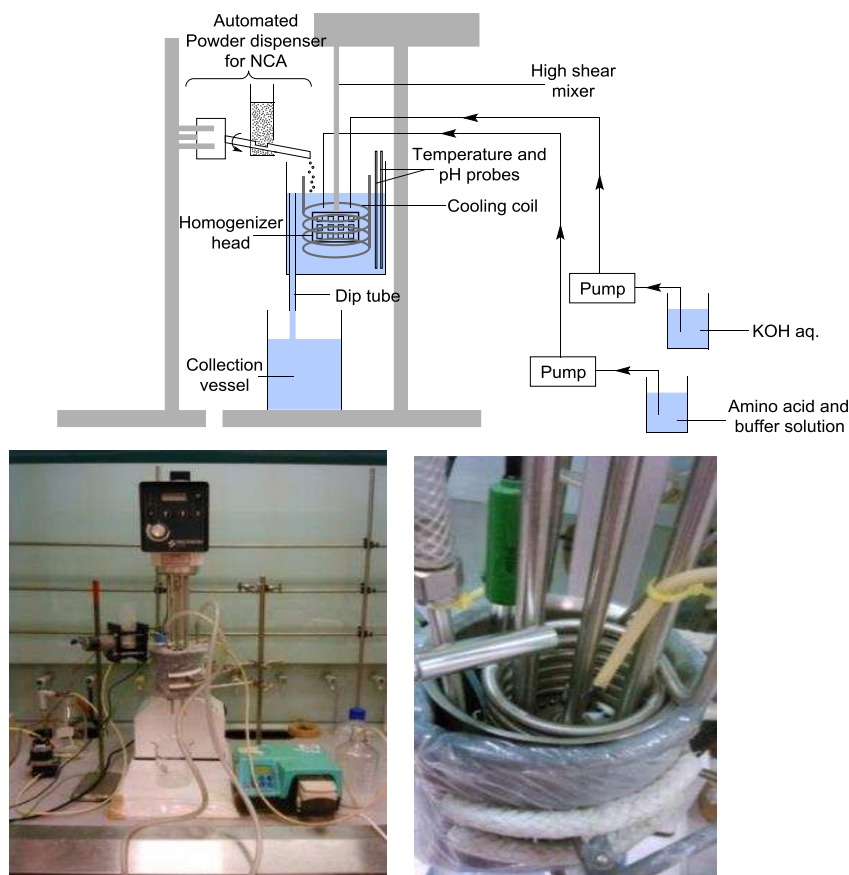 Automated
Powder dispenser
for NCA
High shear
mixer
Temperature and
pH probes
Cooling coil
Homogenizer
head
Dip tube
Pump
KOH aq.
Collection
vessel
Pump
Amino acid and
buffer solution